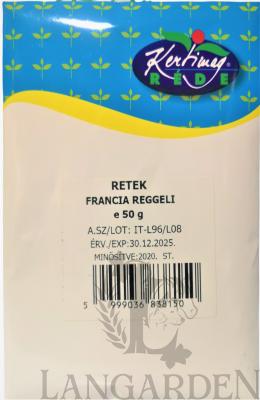 Kertimag
RÉDE
RETEK
FRANCIA REGGELI
e 50 g
A.SZ/LOT: IT-L96/L08
ÉRV./EXP:30.12.2025.
MINŐSÍTVE:2020. ST.
5 999036 838150
LANGARDEN